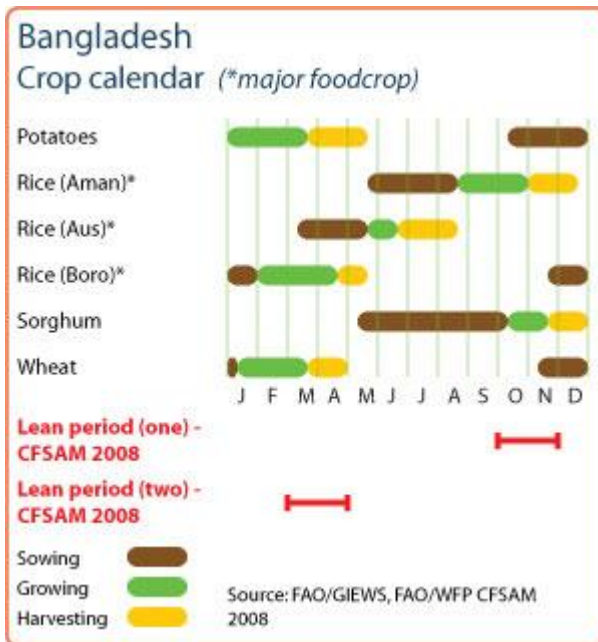 Bangladesh
Crop calendar (*major foodcrop)
Potatoes
Rice (Aman)*
Rice (Aus)*
Rice (Boro)*
Sorghum
Wheat
J F M A M J J A S O N D
Lean period (one) -
CFSAM 2008
Lean period (two) -
CFSAM 2008
Sowing
Growing
Harvesting
Source: FAO/GIEWS, FAO/WFP CFSAM
2008